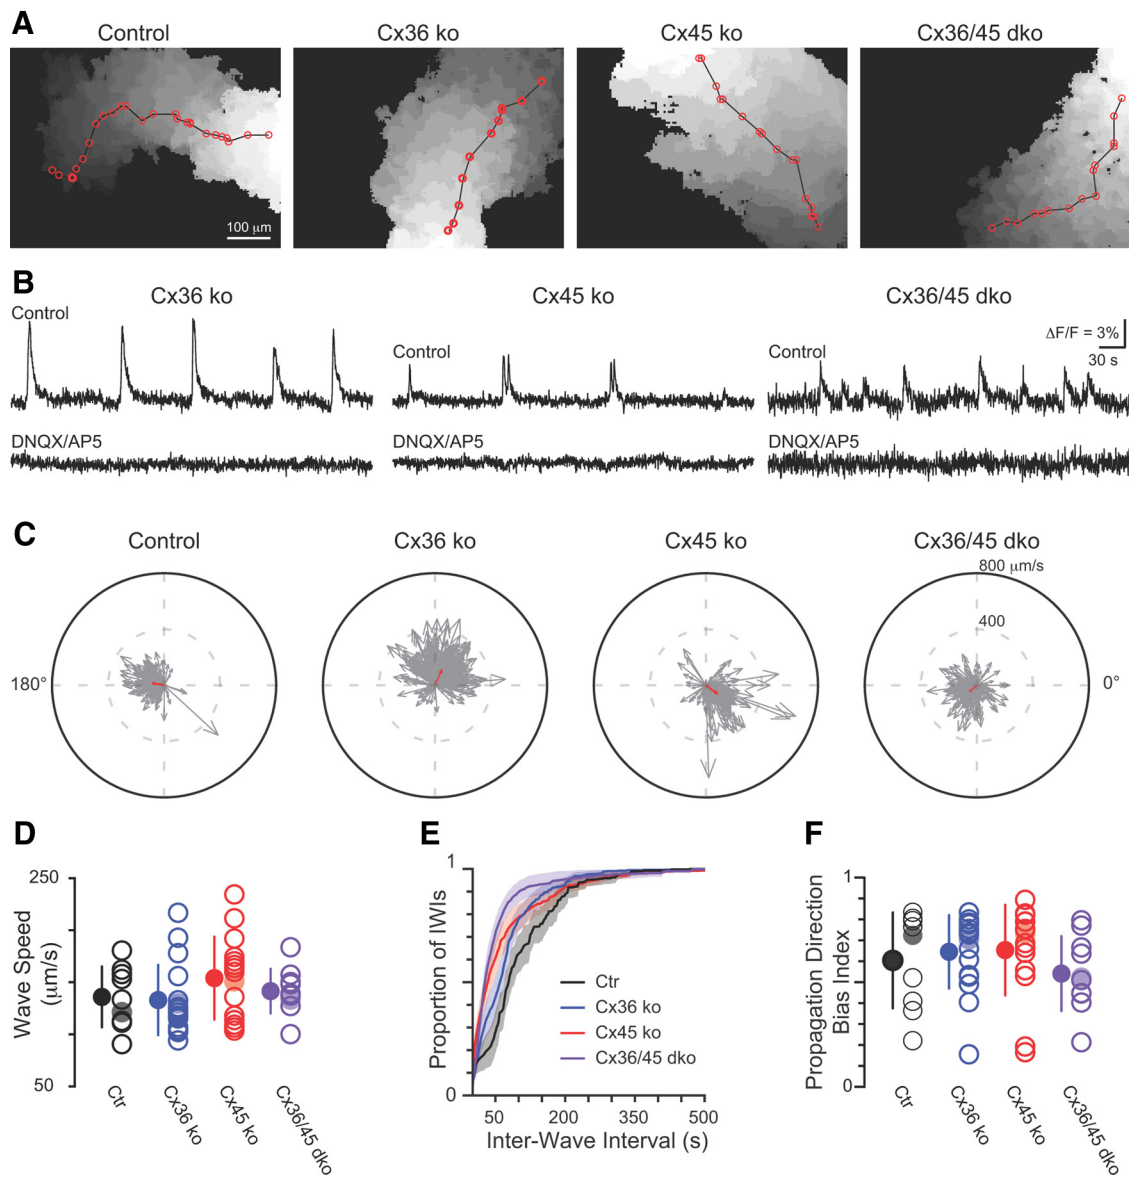 A
Control Cx36 ko Cx45 ko Cx36/45 dko
100 μm
B
Cx36 ko Cx45 ko Cx36/45 dko
Control
Control
Control
ΔF/F = 3%
30 s
DNQX/AP5 DNQX/AP5 DNQX/AP5
C
Control Cx36 ko Cx45 ko Cx36/45 dko
800 μm/s
400
180° 0°
D
250
Wave Speed
(μm/s)
50
Ctr
Cx36 ko
Cx45 ko
Cx36/45 dko
E
1
Proportion of IWIs
0
Ctr
Cx36 ko
Cx45 ko
Cx36/45 dko
50 200 350 500
Inter-Wave Interval (s)
F
1
Propagation Direction
Bias Index
0
Ctr
Cx36 ko
Cx45 ko
Cx36/45 dko